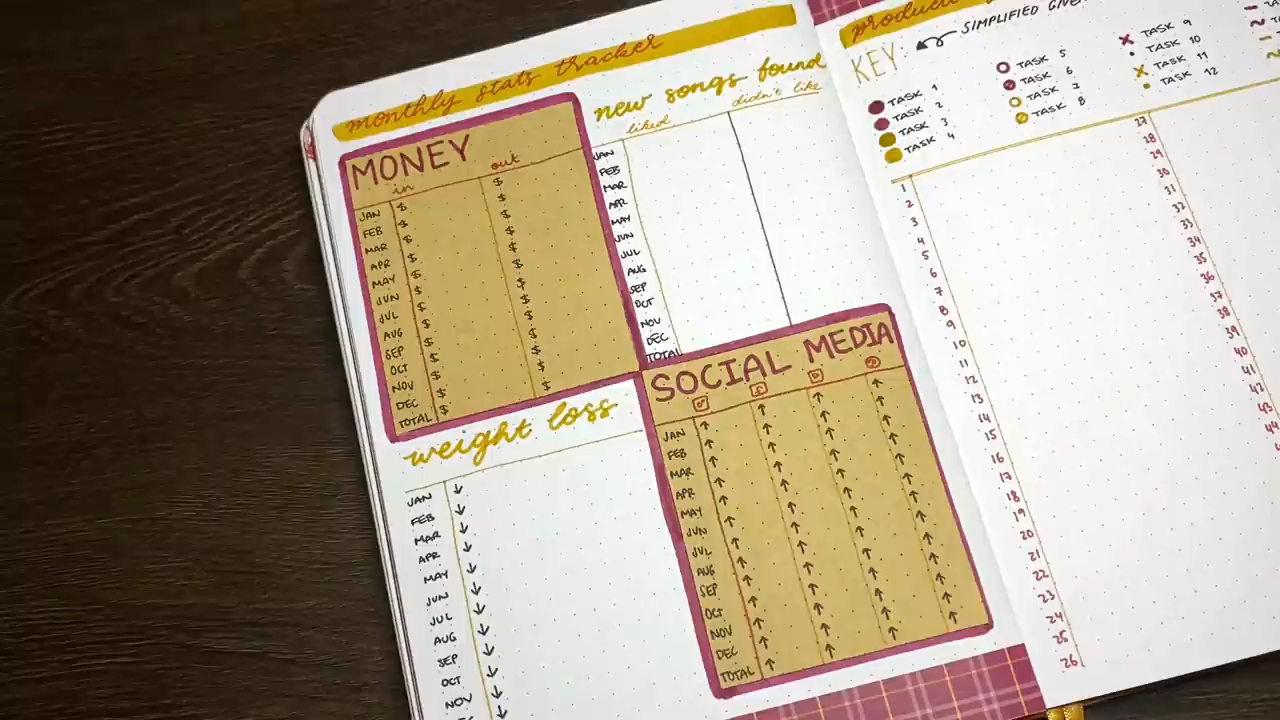 monthly stats tracker
MONEY
in out
JAN $ $
FEB $ $
MAR $ $
APR $ $
MAY $ $
JUN $ $
JUL $ $
AUG $ $
SEP $ $
OCT $ $
NOV $ $
DEC $ $
TOTAL $ $
new songs found
liked didn't like
JAN
FEB
MAR
APR
MAY
JUN
JUL
AUG
SEP
OCT
NOV
DEC
TOTAL
weight loss
JAN ↓
FEB ↓
MAR ↓
APR ↓
MAY ↓
JUN ↓
JUL ↓
AUG ↓
SEP ↓
OCT ↓
NOV ↓
SOCIAL MEDIA
JAN ↑ ↑ ↑ ↑
FEB ↑ ↑ ↑ ↑
MAR ↑ ↑ ↑ ↑
APR ↑ ↑ ↑ ↑
MAY ↑ ↑ ↑ ↑
JUN ↑ ↑ ↑ ↑
JUL ↑ ↑ ↑ ↑
AUG ↑ ↑ ↑ ↑
SEP ↑ ↑ ↑ ↑
OCT ↑ ↑ ↑ ↑
NOV ↑ ↑ ↑ ↑
DEC ↑ ↑ ↑ ↑
TOTAL ↑ ↑ ↑ ↑
KEY: SIMPLIFIED
TASK 1
TASK 2
TASK 3
TASK 4
TASK 5
TASK 6
TASK 7
TASK 8
TASK 9
TASK 10
TASK 11
TASK 12
1
2
3
4
5
6
7
8
9
10
11
12
13
14
15
16
17
18
19
20
21
22
23
24
25
26
27
28
29
30
31
32
33
34
35
36
37
38
39
40
41
42
43
44